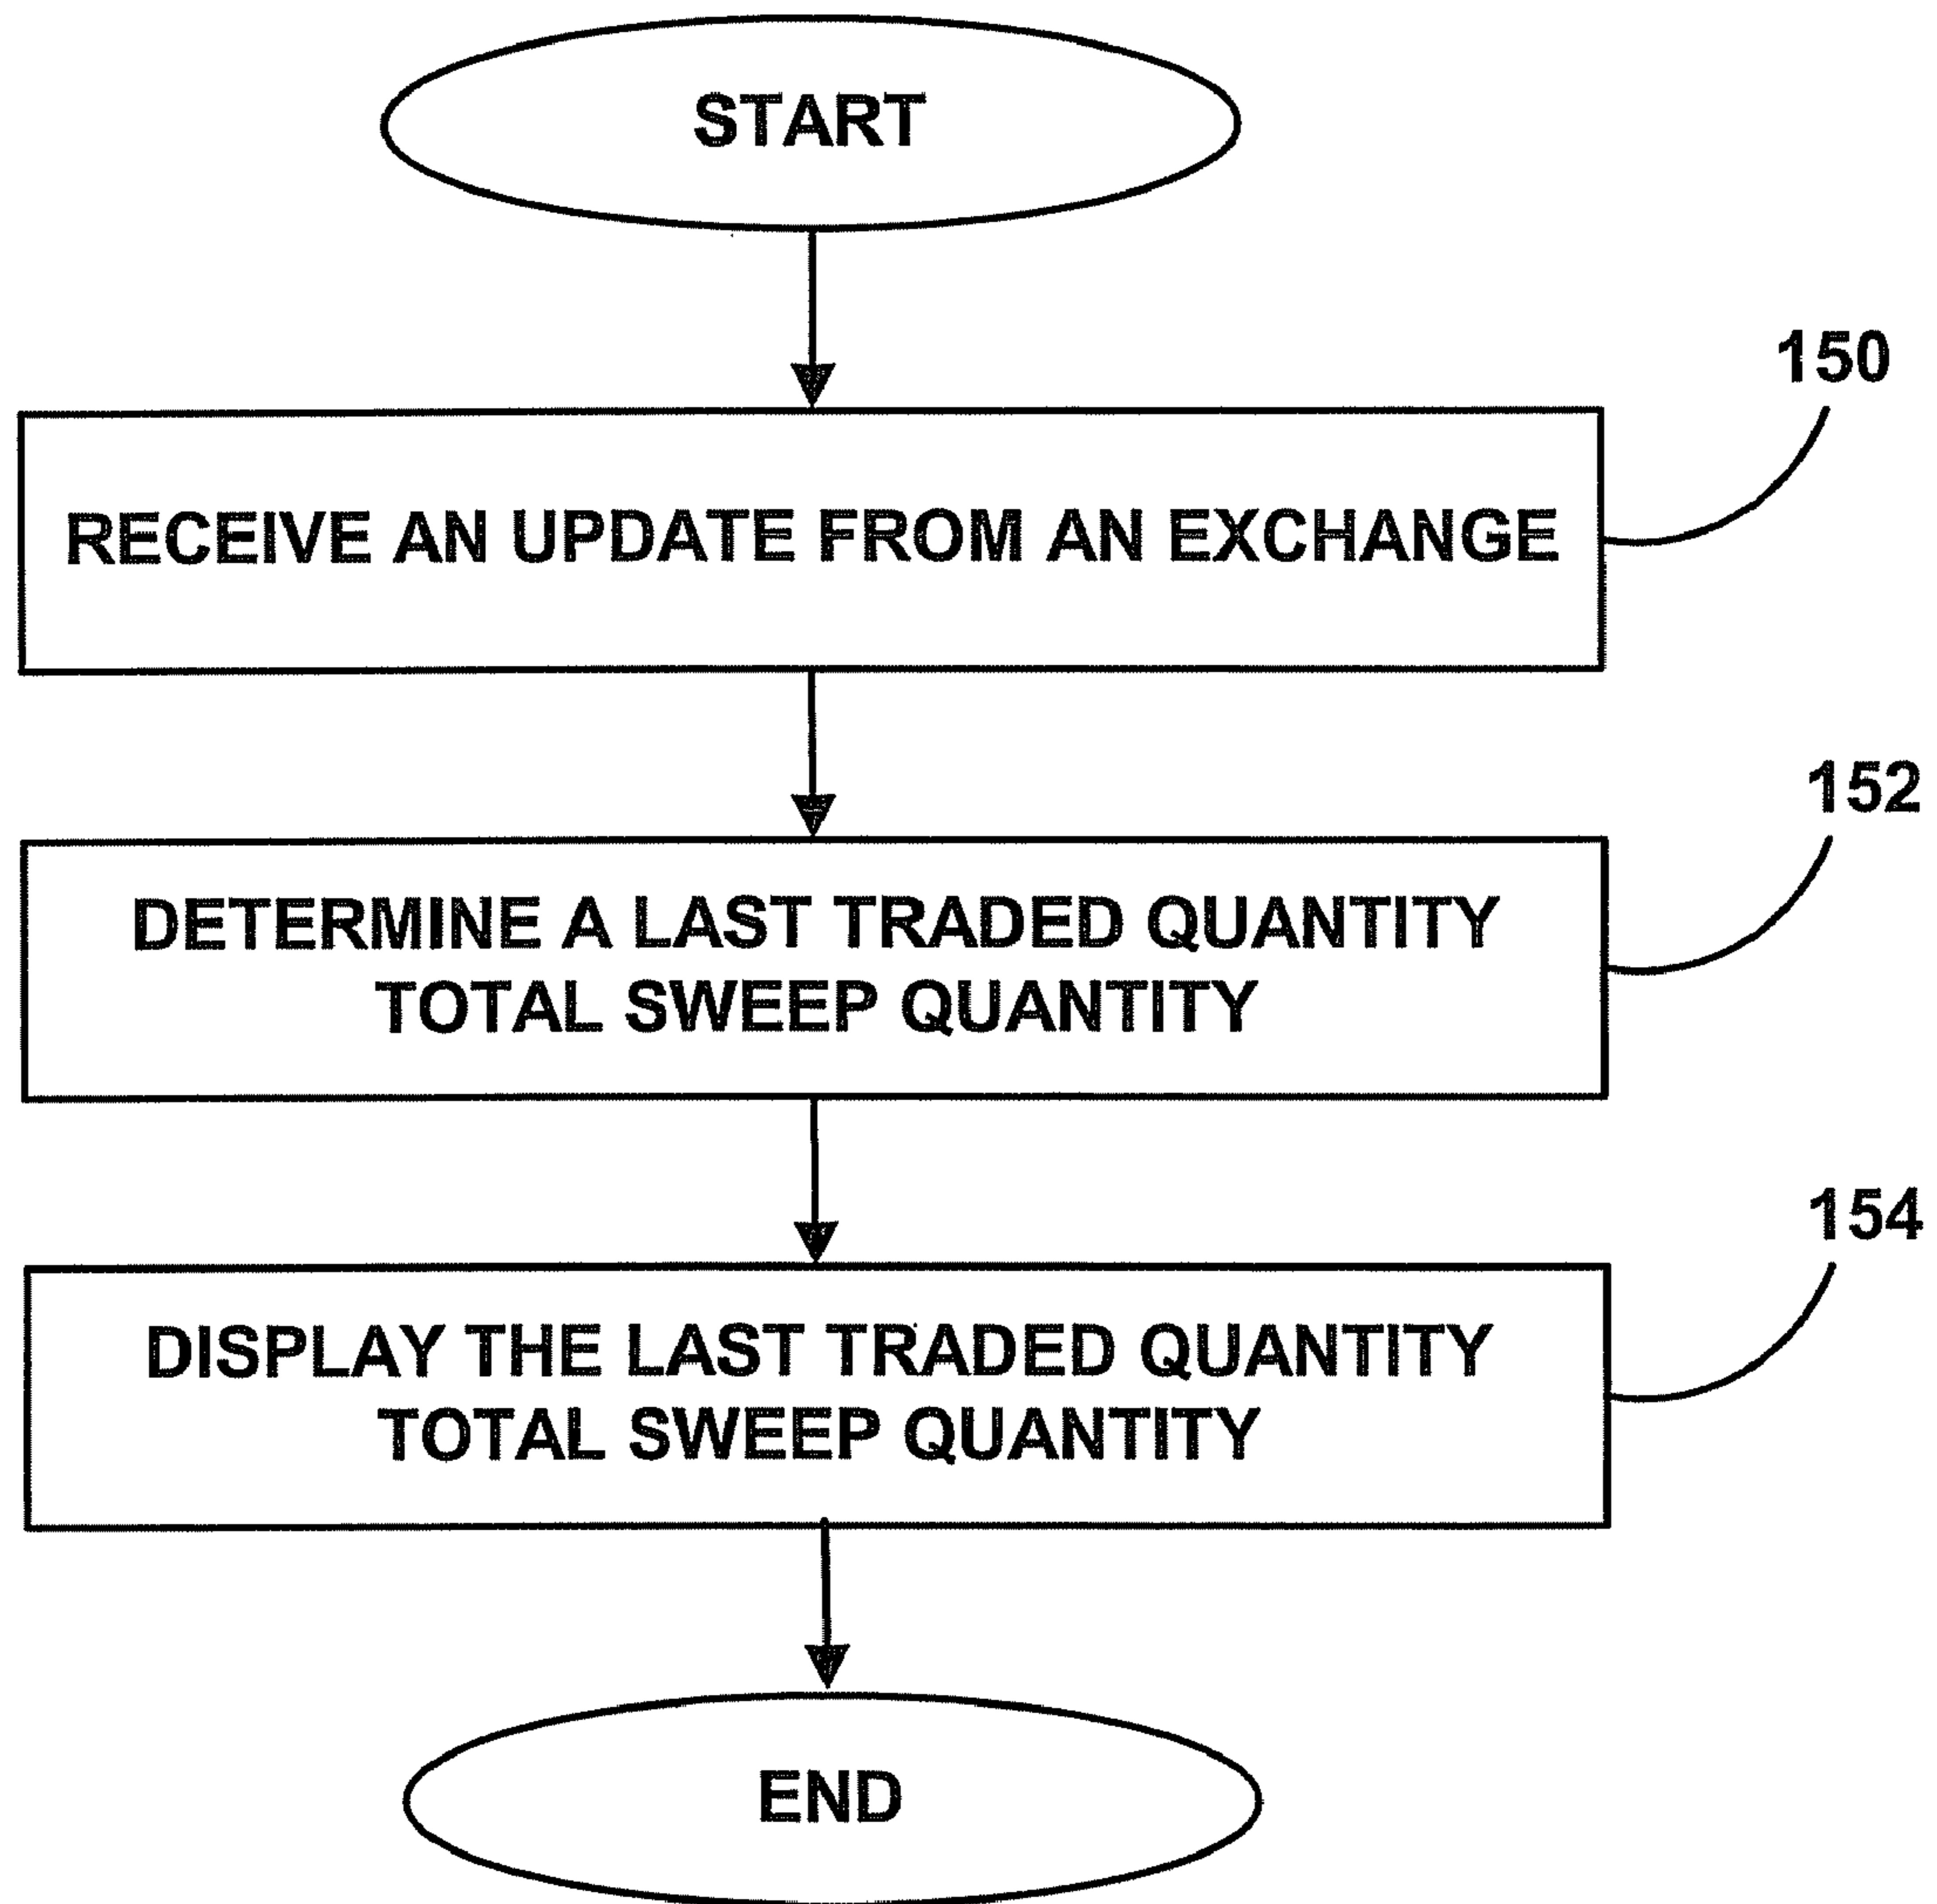 START
150
RECEIVE AN UPDATE FROM AN EXCHANGE
152
DETERMINE A LAST TRADED QUANTITY
TOTAL SWEEP QUANTITY
154
DISPLAY THE LAST TRADED QUANTITY
TOTAL SWEEP QUANTITY
END